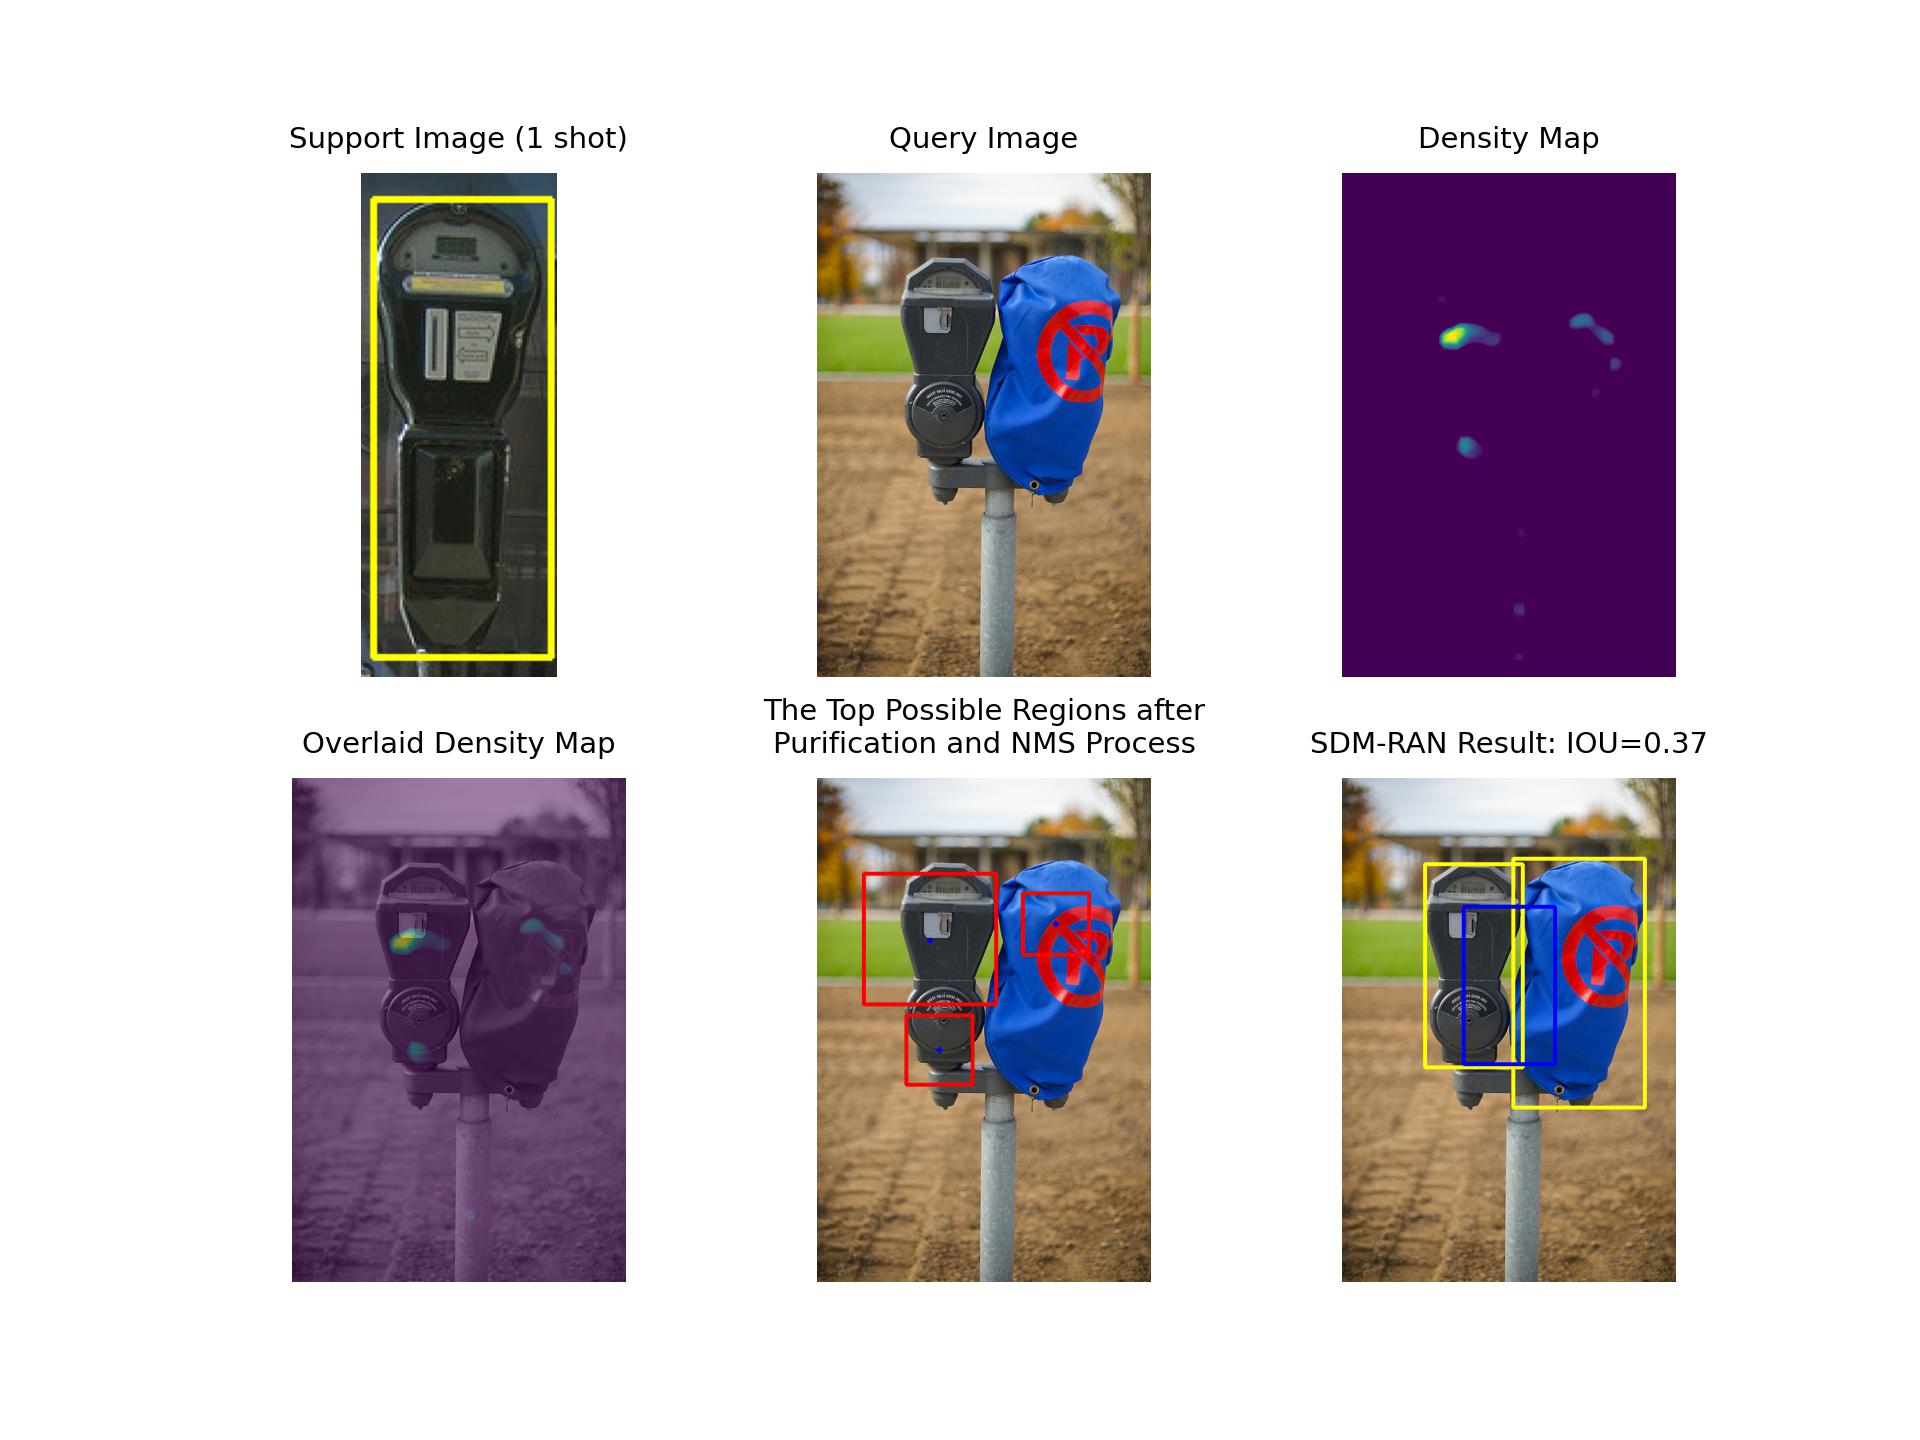 Support Image (1 shot)
Query Image
Density Map
Overlaid Density Map
The Top Possible Regions after
Purification and NMS Process
SDM-RAN Result: IOU=0.37